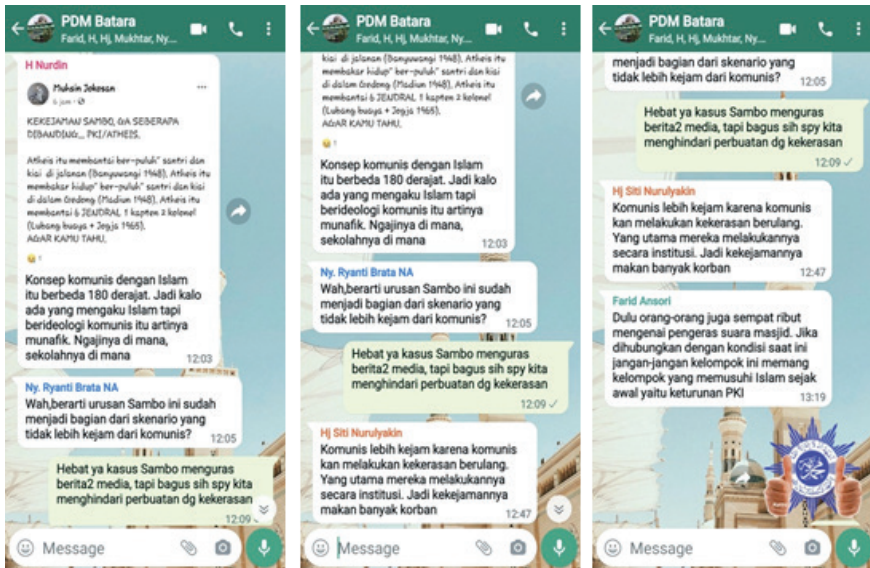 PDM Batara
Farid, H, Hj, Mukhtar, Ny....
H Nurdin
Muhsin Jekesan
6 jam
KEKEJAMAN SAMBO, GA SEBERAPA
DIBANDING,,, PKI/ATHEIS.
Atheis itu membantai ber-puluh" santri dan
kiai di jalanan (Banyuwangi 1948), Atheis itu
membakar hidup" ber-puluh" santri dan kiai
di dalam Gedong (Madiun 1948), Atheis itu
membantai 6 JENDRAL 1 kapten 2 kolonel
(Lubang buaya + Jogja 1965).
AGAR KAMU TAHU.
1
Konsep komunis dengan Islam
itu berbeda 180 derajat. Jadi kalo
ada yang mengaku Islam tapi
berideologi komunis itu artinya
munafik. Ngajinya di mana,
sekolahnya di mana
12:03
Ny. Ryanti Brata NA
Wah,berarti urusan Sambo ini sudah
menjadi bagian dari skenario yang
tidak lebih kejam dari komunis?
12:05
Hebat ya kasus Sambo menguras
berita2 media, tapi bagus sih spy kita
menghindari perbuatan dg kekerasan
12:09
Message
PDM Batara
Farid, H, Hj, Mukhtar, Ny....
kiai di jalanan (Banyuwangi 1948), Atheis itu
membakar hidup" ber-puluh" santri dan kiai
di dalam Gedong (Madiun 1948), Atheis itu
membantai 6 JENDRAL 1 kapten 2 kolonel
(Lubang buaya + Jogja 1965).
AGAR KAMU TAHU.
1
Konsep komunis dengan Islam
itu berbeda 180 derajat. Jadi kalo
ada yang mengaku Islam tapi
berideologi komunis itu artinya
munafik. Ngajinya di mana,
sekolahnya di mana
12:03
Ny. Ryanti Brata NA
Wah,berarti urusan Sambo ini sudah
menjadi bagian dari skenario yang
tidak lebih kejam dari komunis?
12:05
Hebat ya kasus Sambo menguras
berita2 media, tapi bagus sih spy kita
menghindari perbuatan dg kekerasan
12:09
Hj Siti Nurulyakin
Komunis lebih kejam karena komunis
kan melakukan kekerasan berulang.
Yang utama mereka melakukannya
secara institusi. Jadi kekejamannya
makan banyak korban
12:47
Message
PDM Batara
Farid, H, Hj, Mukhtar, Ny....
menjadi bagian dari skenario yang
tidak lebih kejam dari komunis?
12:05
Hebat ya kasus Sambo menguras
berita2 media, tapi bagus sih spy kita
menghindari perbuatan dg kekerasan
12:09
Hj Siti Nurulyakin
Komunis lebih kejam karena komunis
kan melakukan kekerasan berulang.
Yang utama mereka melakukannya
secara institusi. Jadi kekejamannya
makan banyak korban
12:47
Farid Ansori
Dulu orang-orang juga sempat ribut
mengenai pengeras suara masjid. Jika
dihubungkan dengan kondisi saat ini
jangan-jangan kelompok ini memang
kelompok yang memusuhi Islam sejak
awal yaitu keturunan PKI
13:19
Message